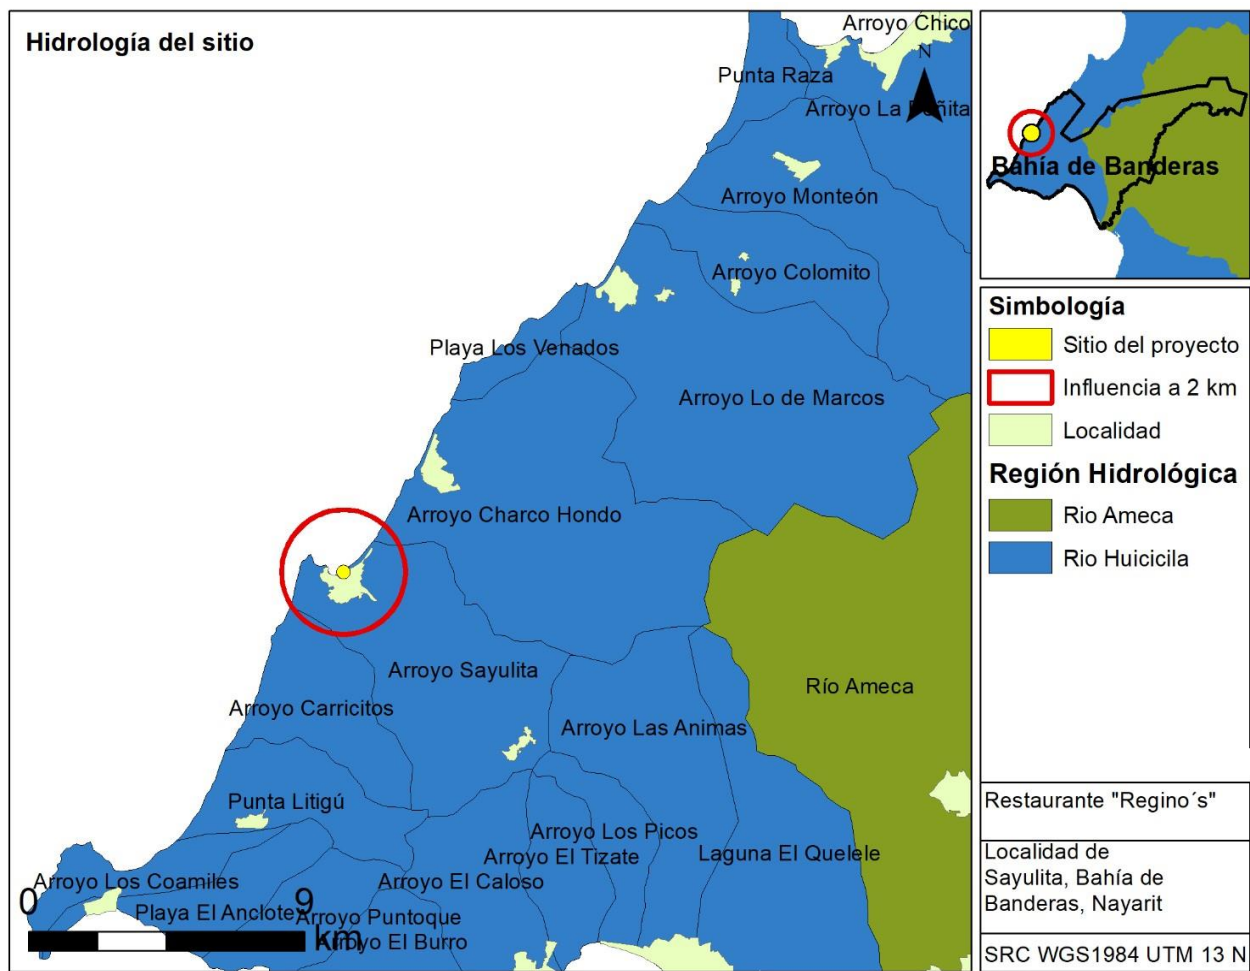 Hidrología del sitio
Arroyo Chico
N
Punta Raza
Arroyo La Peñita
Arroyo Monteón
Arroyo Colomito
Playa Los Venados
Arroyo Lo de Marcos
Arroyo Charco Hondo
Arroyo Sayulita
Río Ameca
Arroyo Carricitos
Arroyo Las Animas
Punta Litigú
Arroyo Los Picos
Arroyo El Tizate
Laguna El Quelele
Arroyo Los Coamiles
Arroyo El Caloso
Playa El Anclote
Arroyo Puntoque
Arroyo El Burro
0 9
km
Bahía de Banderas
Simbología
Sitio del proyecto
Influencia a 2 km
Localidad
Región Hidrológica
Rio Ameca
Rio Huicicila
Restaurante "Regino´s"
Localidad de
Sayulita, Bahía de
Banderas, Nayarit
SRC WGS1984 UTM 13 N